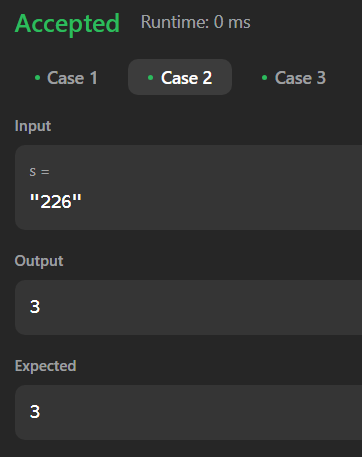 Accepted Runtime: 0 ms
• Case 1 • Case 2 • Case 3
Input
s =
"226"
Output
3
Expected
3